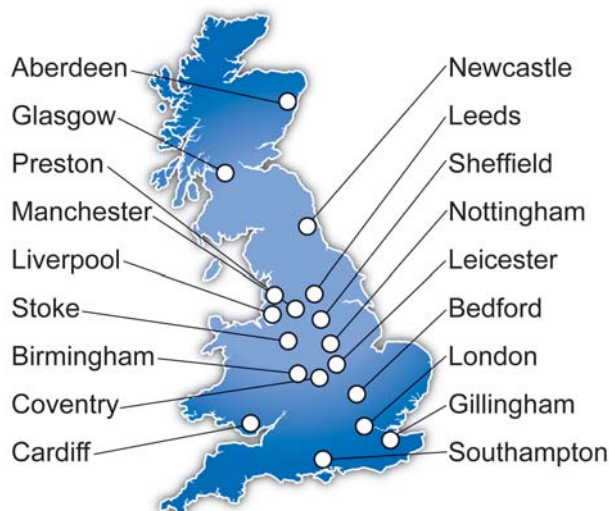 Aberdeen
Glasgow
Preston
Manchester
Liverpool
Stoke
Birmingham
Coventry
Cardiff
Newcastle
Leeds
Sheffield
Nottingham
Leicester
Bedford
London
Gillingham
Southampton